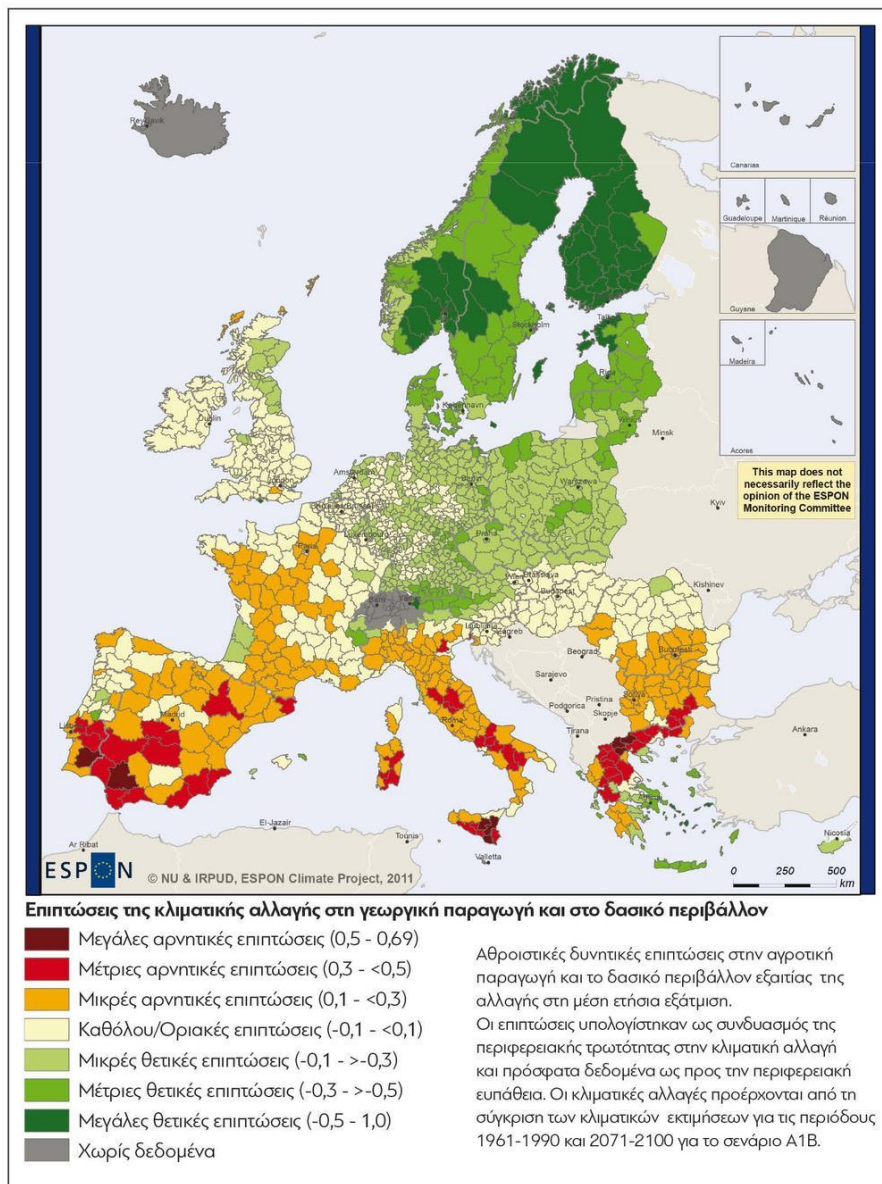 Reykjavik
Canarias
Guadeloupe
Martinique
Réunion
Guyane
Madeira
Acores
This map does not
necessarily reflect the
opinion of the ESPON
Monitoring Committee
Stockholm
Riga
Vilnius
Minsk
København
Dublin
London
Amsterdam
Berlin
Warszawa
Kyiv
Luxembourg
Praha
Paris
Wien
Bratislava
Budapest
Kishinev
Ljubljana
Zagreb
Beograd
Bucuresti
Sarajevo
Pristina
Sofiya
Podgorica
Skopje
Tirana
Roma
Madrid
Ankara
Athinai
Ar Ribat
El-Jazair
Tounis
Valletta
Nicosia
ESPON © NU & IRPUD, ESPON Climate Project, 2011
0 250 500
km
Επιπτώσεις της κλιματικής αλλαγής στη γεωργική παραγωγή και στο δασικό περιβάλλον
Μεγάλες αρνητικές επιπτώσεις (0,5 - 0,69)
Μέτριες αρνητικές επιπτώσεις (0,3 - <0,5)
Μικρές αρνητικές επιπτώσεις (0,1 - <0,3)
Καθόλου/Οριακές επιπτώσεις (-0,1 - <0,1)
Μικρές θετικές επιπτώσεις (-0,1 - >-0,3)
Μέτριες θετικές επιπτώσεις (-0,3 - >-0,5)
Μεγάλες θετικές επιπτώσεις (-0,5 - 1,0)
Χωρίς δεδομένα
Αθροιστικές δυνητικές επιπτώσεις στην αγροτική
παραγωγή και το δασικό περιβάλλον εξαιτίας της
αλλαγής στη μέση ετήσια εξάτμιση.
Οι επιπτώσεις υπολογίστηκαν ως συνδυασμός της
περιφερειακής τρωτότητας στην κλιματική αλλαγή
και πρόσφατα δεδομένα ως προς την περιφερειακή
ευπάθεια. Οι κλιματικές αλλαγές προέρχονται από τη
σύγκριση των κλιματικών εκτιμήσεων για τις περιόδους
1961-1990 και 2071-2100 για το σενάριο A1B.